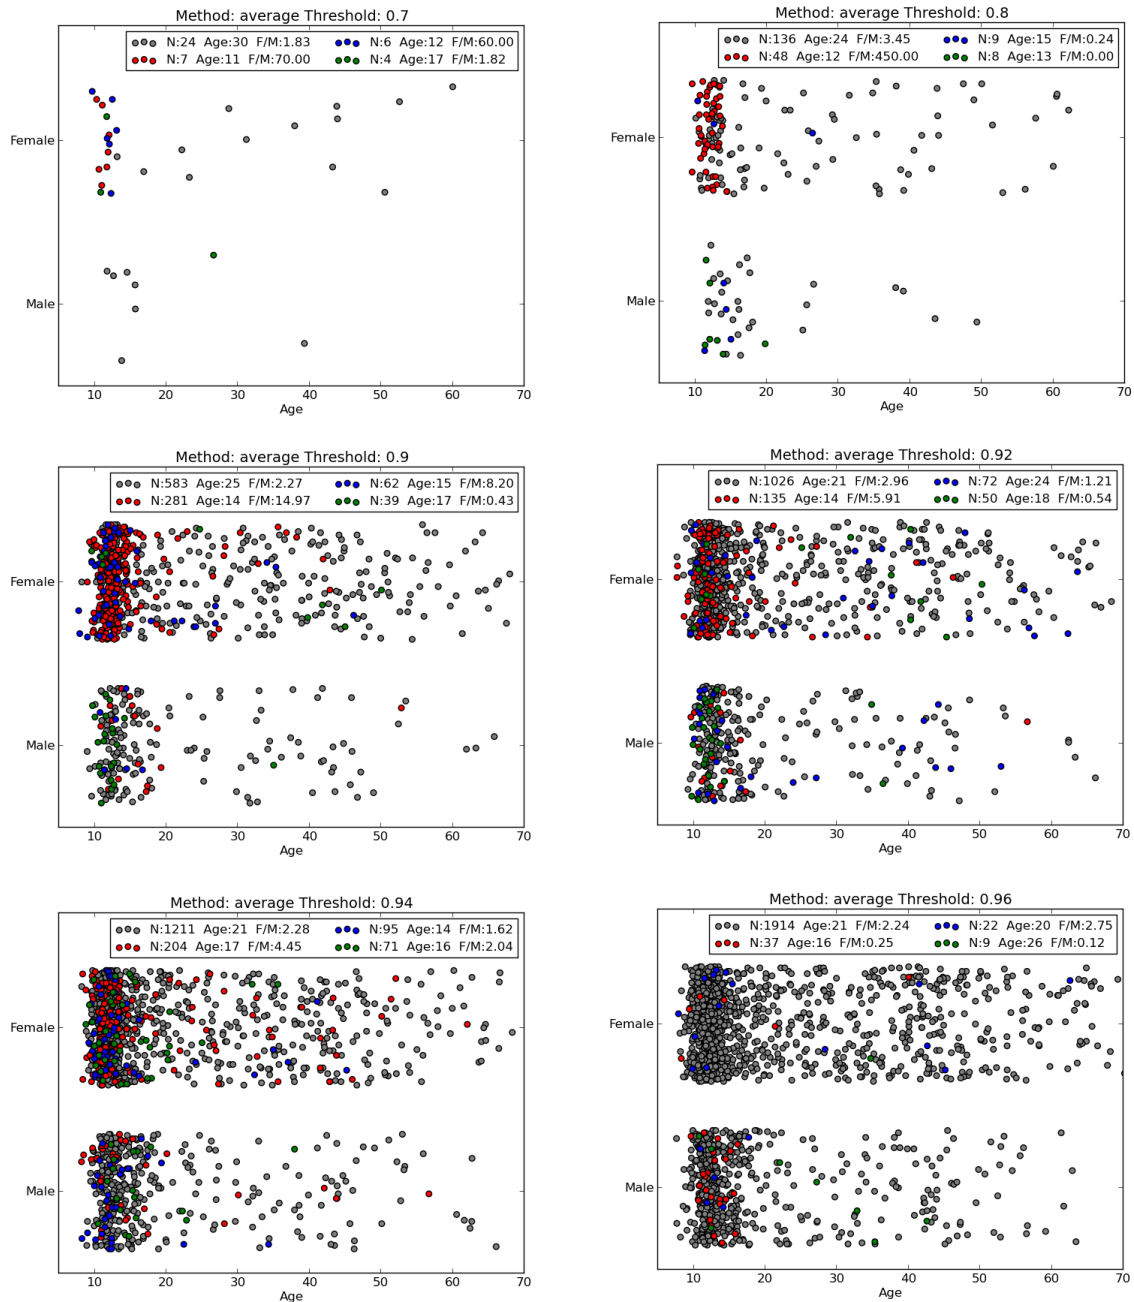 Method: average Threshold: 0.7
N:24 Age:30 F/M:1.83 N:6 Age:12 F/M:60.00
N:7 Age:11 F/M:70.00 N:4 Age:17 F/M:1.82
Female
Male
10 20 30 40 50 60 70
Age
Method: average Threshold: 0.8
N:136 Age:24 F/M:3.45 N:9 Age:15 F/M:0.24
N:48 Age:12 F/M:450.00 N:8 Age:13 F/M:0.00
Female
Male
10 20 30 40 50 60 70
Age
Method: average Threshold: 0.9
N:583 Age:25 F/M:2.27 N:62 Age:15 F/M:8.20
N:281 Age:14 F/M:14.97 N:39 Age:17 F/M:0.43
Female
Male
10 20 30 40 50 60 70
Age
Method: average Threshold: 0.92
N:1026 Age:21 F/M:2.96 N:72 Age:24 F/M:1.21
N:135 Age:14 F/M:5.91 N:50 Age:18 F/M:0.54
Female
Male
10 20 30 40 50 60 70
Age
Method: average Threshold: 0.94
N:1211 Age:21 F/M:2.28 N:95 Age:14 F/M:1.62
N:204 Age:17 F/M:4.45 N:71 Age:16 F/M:2.04
Female
Male
10 20 30 40 50 60 70
Age
Method: average Threshold: 0.96
N:1914 Age:21 F/M:2.24 N:22 Age:20 F/M:2.75
N:37 Age:16 F/M:0.25 N:9 Age:26 F/M:0.12
Female
Male
10 20 30 40 50 60 70
Age